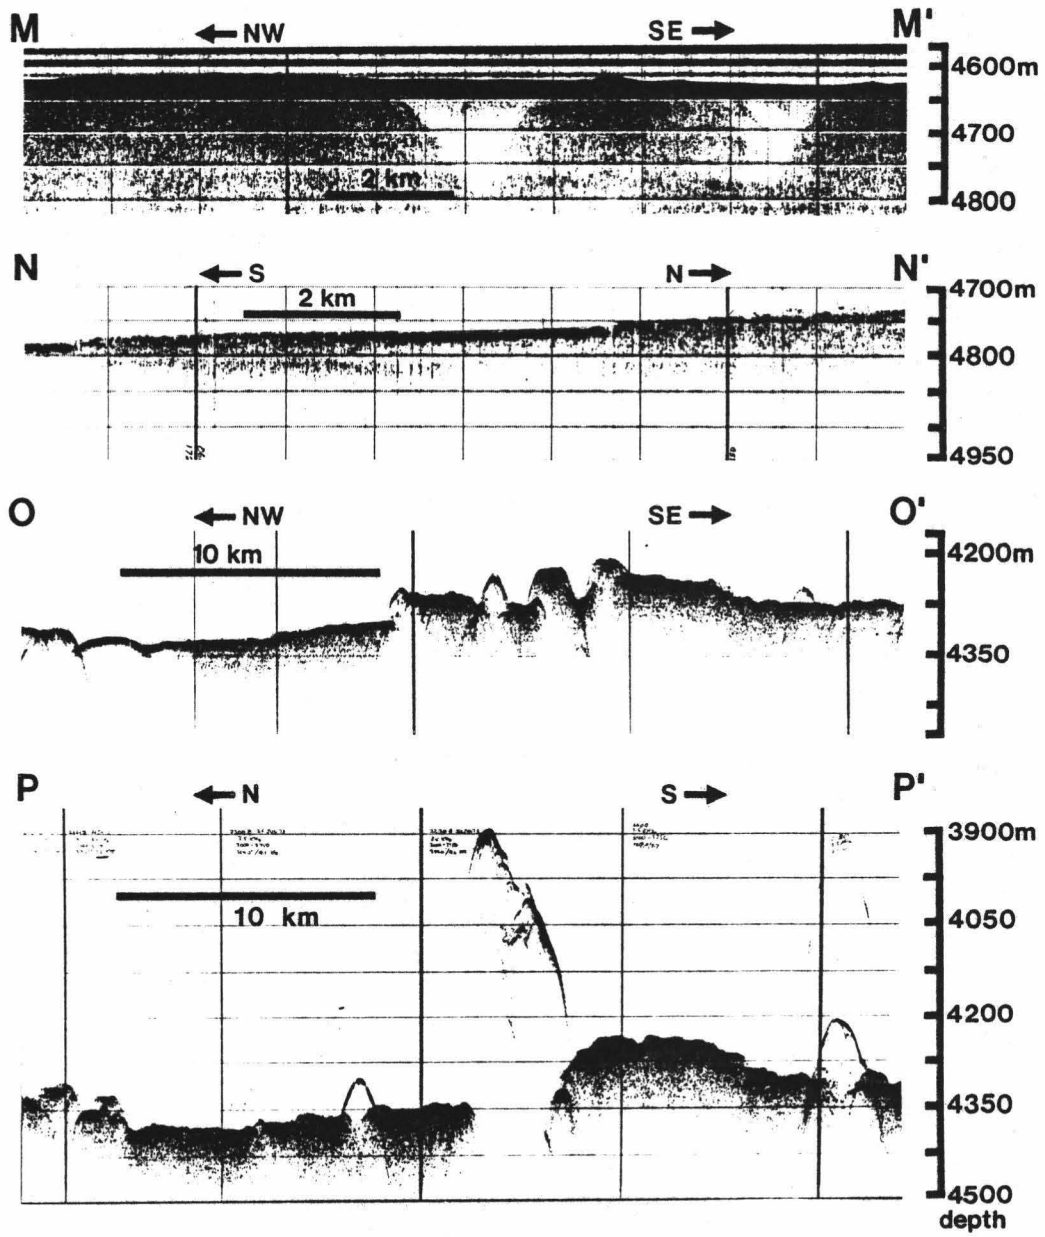 M ← NW SE → M'
4600m
4700
2 km
4800
N ← S N → N'
4700m
2 km
4800
4950
O ← NW SE → O'
4200m
10 km
4350
P ← N S → P'
3900m
10 km
4050
4200
4350
4500
depth